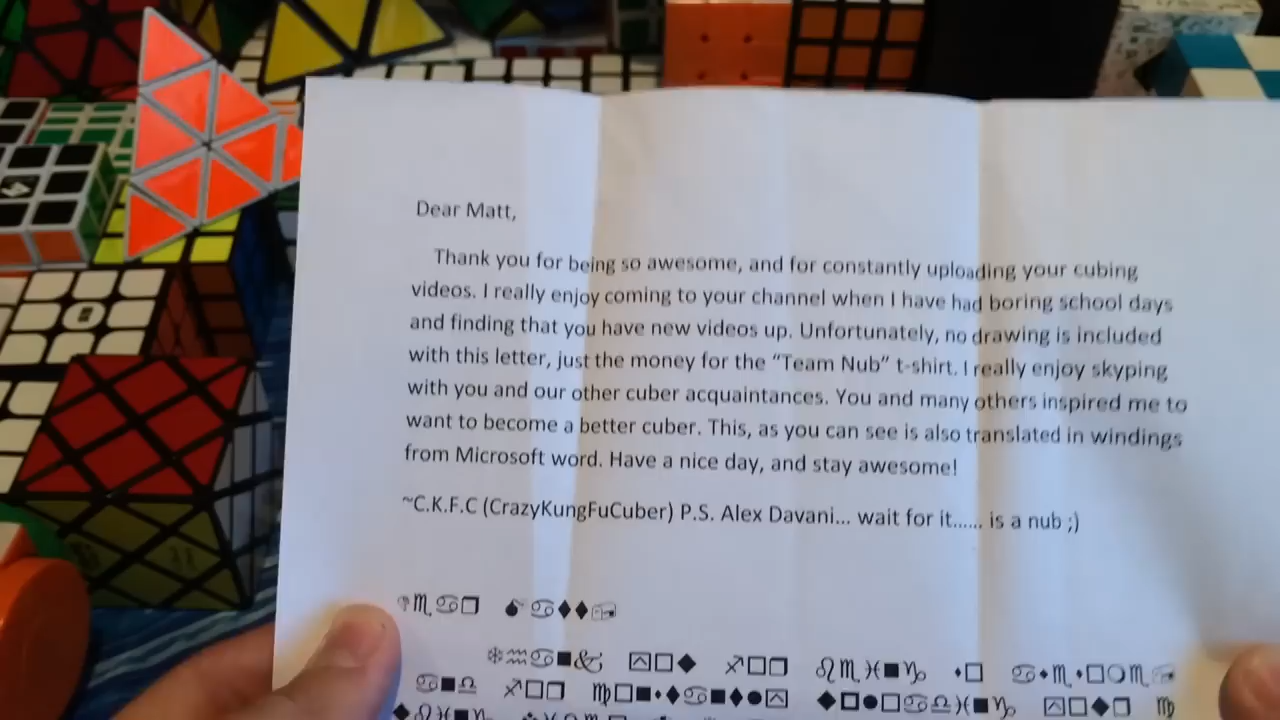 Dear Matt,
Thank you for being so awesome, and for constantly uploading your cubing
videos. I really enjoy coming to your channel when I have had boring school days
and finding that you have new videos up. Unfortunately, no drawing is included
with this letter, just the money for the “Team Nub” t-shirt. I really enjoy skyping
with you and our other cuber acquaintances. You and many others inspired me to
want to become a better cuber. This, as you can see is also translated in windings
from Microsoft word. Have a nice day, and stay awesome!
~C.K.F.C (CrazyKungFuCuber) P.S. Alex Davani... wait for it...... is a nub ;)
👎♏♋❒ 💣♋⧫⧫📪
❄♒♋■🙵 ⍓□◆ ♐□❒ ♌♏♓■♑ ⬧□ ♋⬥♏⬧□❍♏📪
♋■♎ ♐□❒ ♍□■⬧⧫♋■⧫●⍓ ◆◻●□♋♎♓■♑ ⍓□◆❒ ♍